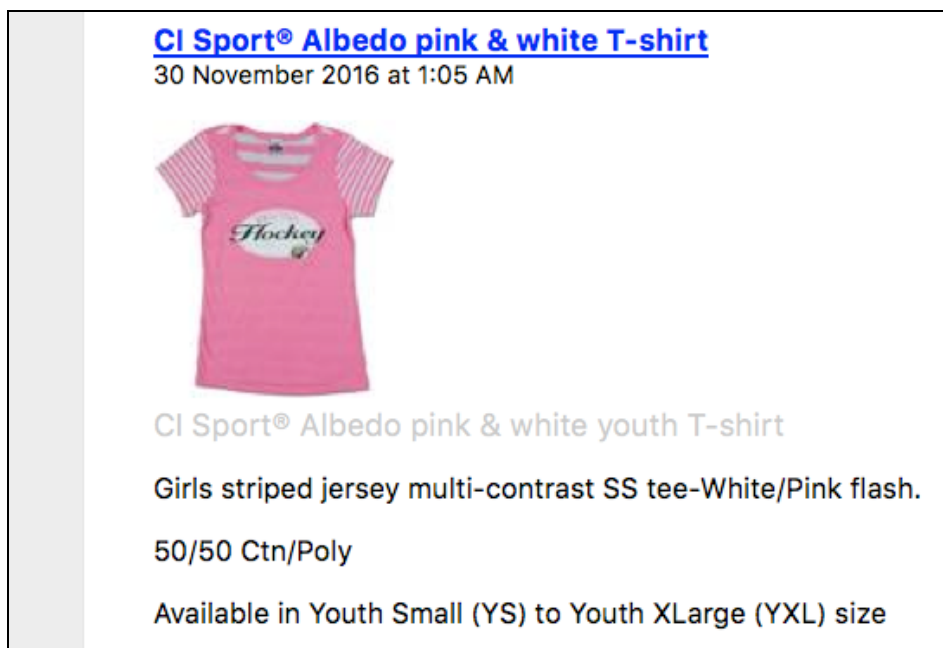 CI Sport® Albedo pink & white T-shirt
30 November 2016 at 1:05 AM
Hockey
CI Sport® Albedo pink & white youth T-shirt
Girls striped jersey multi-contrast SS tee-White/Pink flash.
50/50 Ctn/Poly
Available in Youth Small (YS) to Youth XLarge (YXL) size